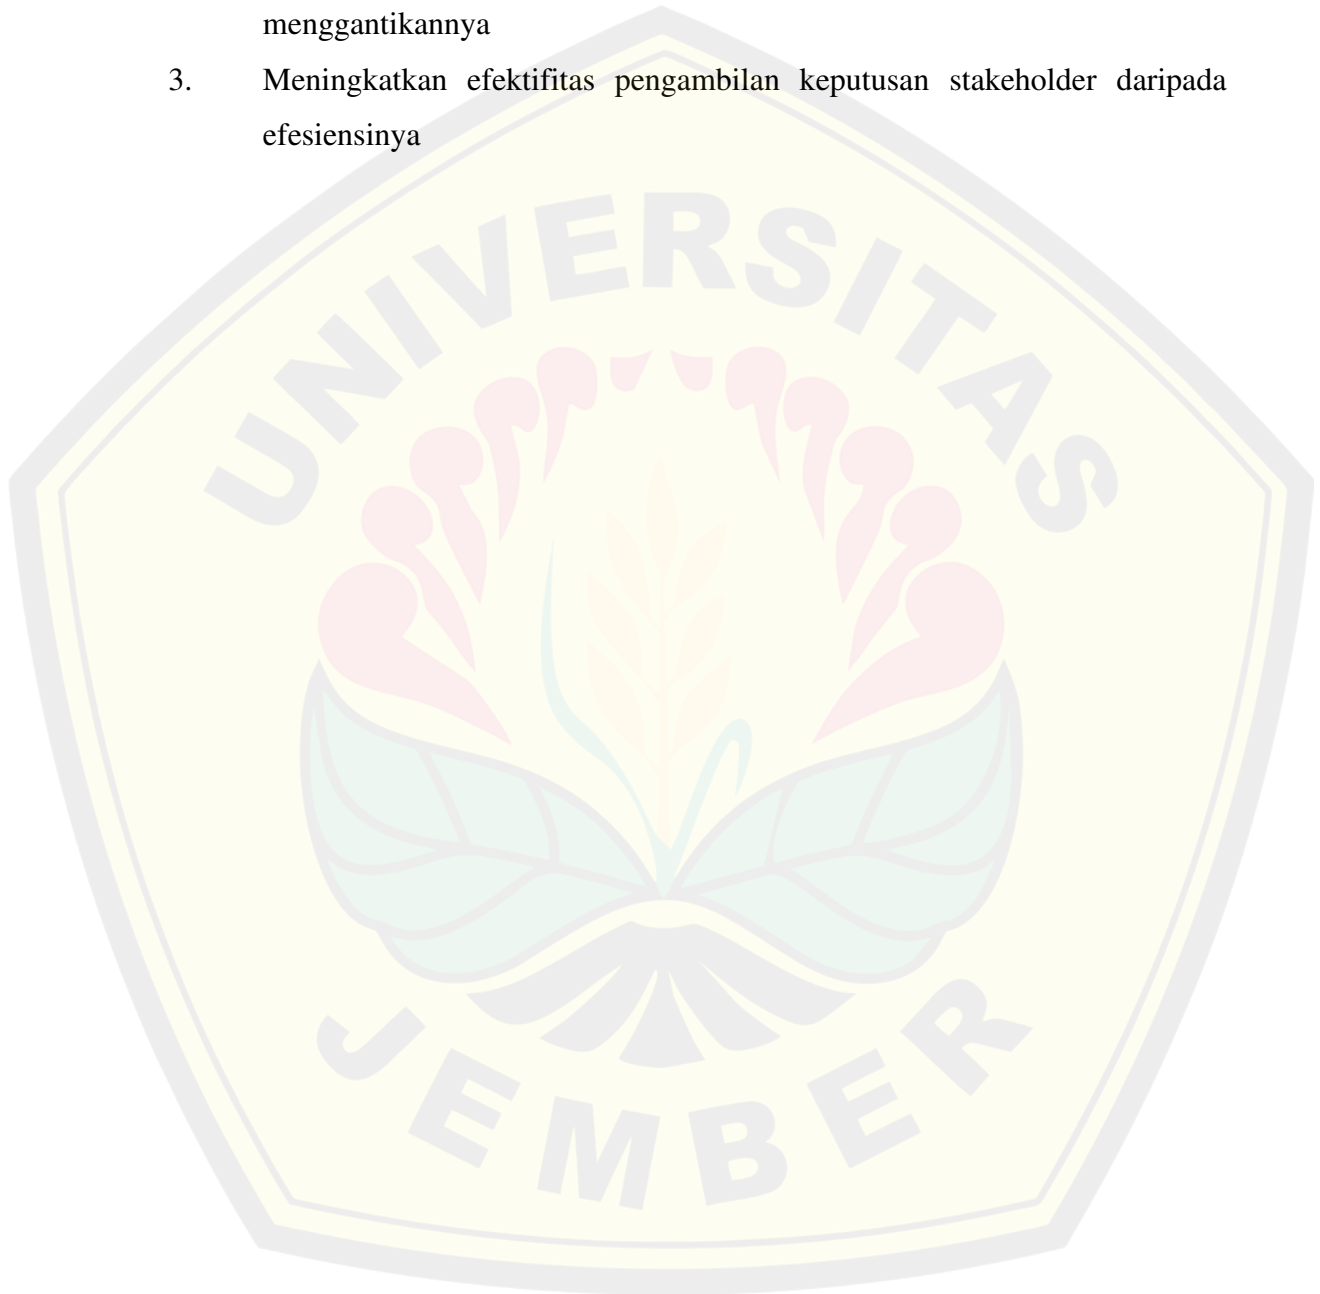 menggantikannya
3. Meningkatkan efektifitas pengambilan keputusan stakeholder daripada
efesiensinya
UNIVERSITAS
JEMBER